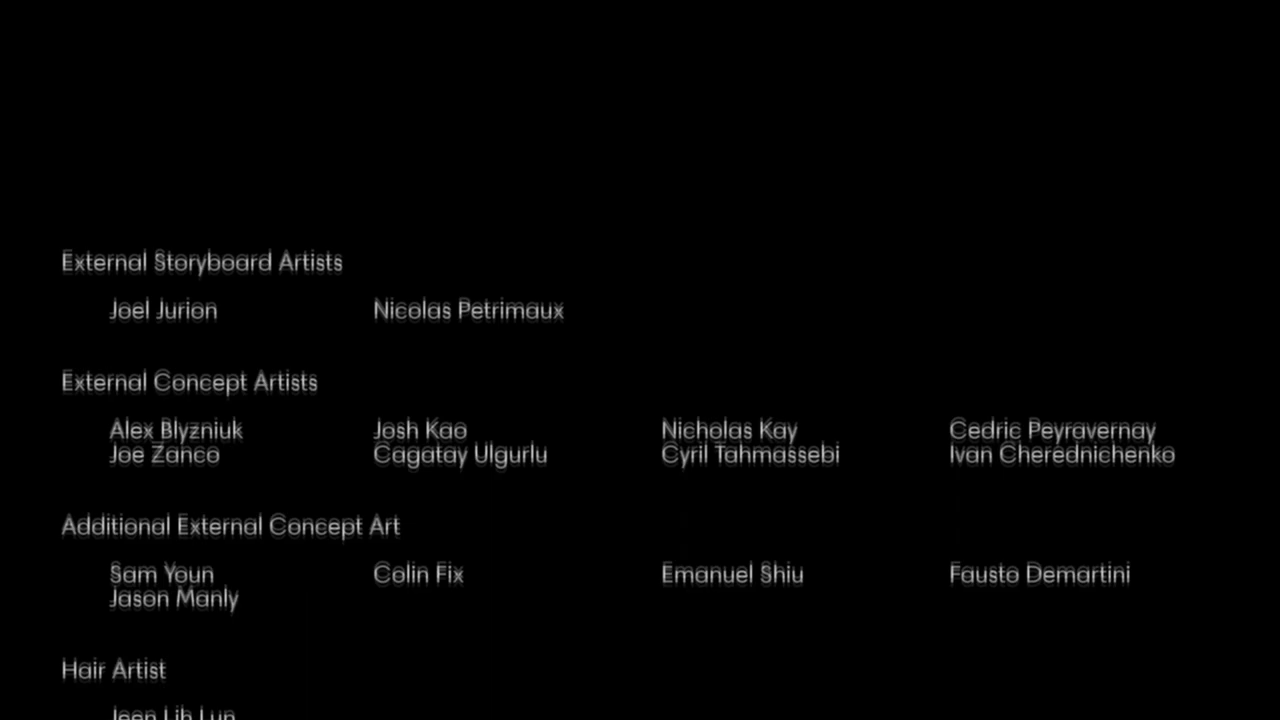 External Storyboard Artists
Joel Jurion Nicolas Petrimaux
External Concept Artists
Alex Blyzniuk Josh Kao Nicholas Kay Cedric Peyravernay
Joe Zanco Cagatay Ulgurlu Cyril Tahmassebi Ivan Cherednichenko
Additional External Concept Art
Sam Youn Colin Fix Emanuel Shiu Fausto Demartini
Jason Manly
Hair Artist